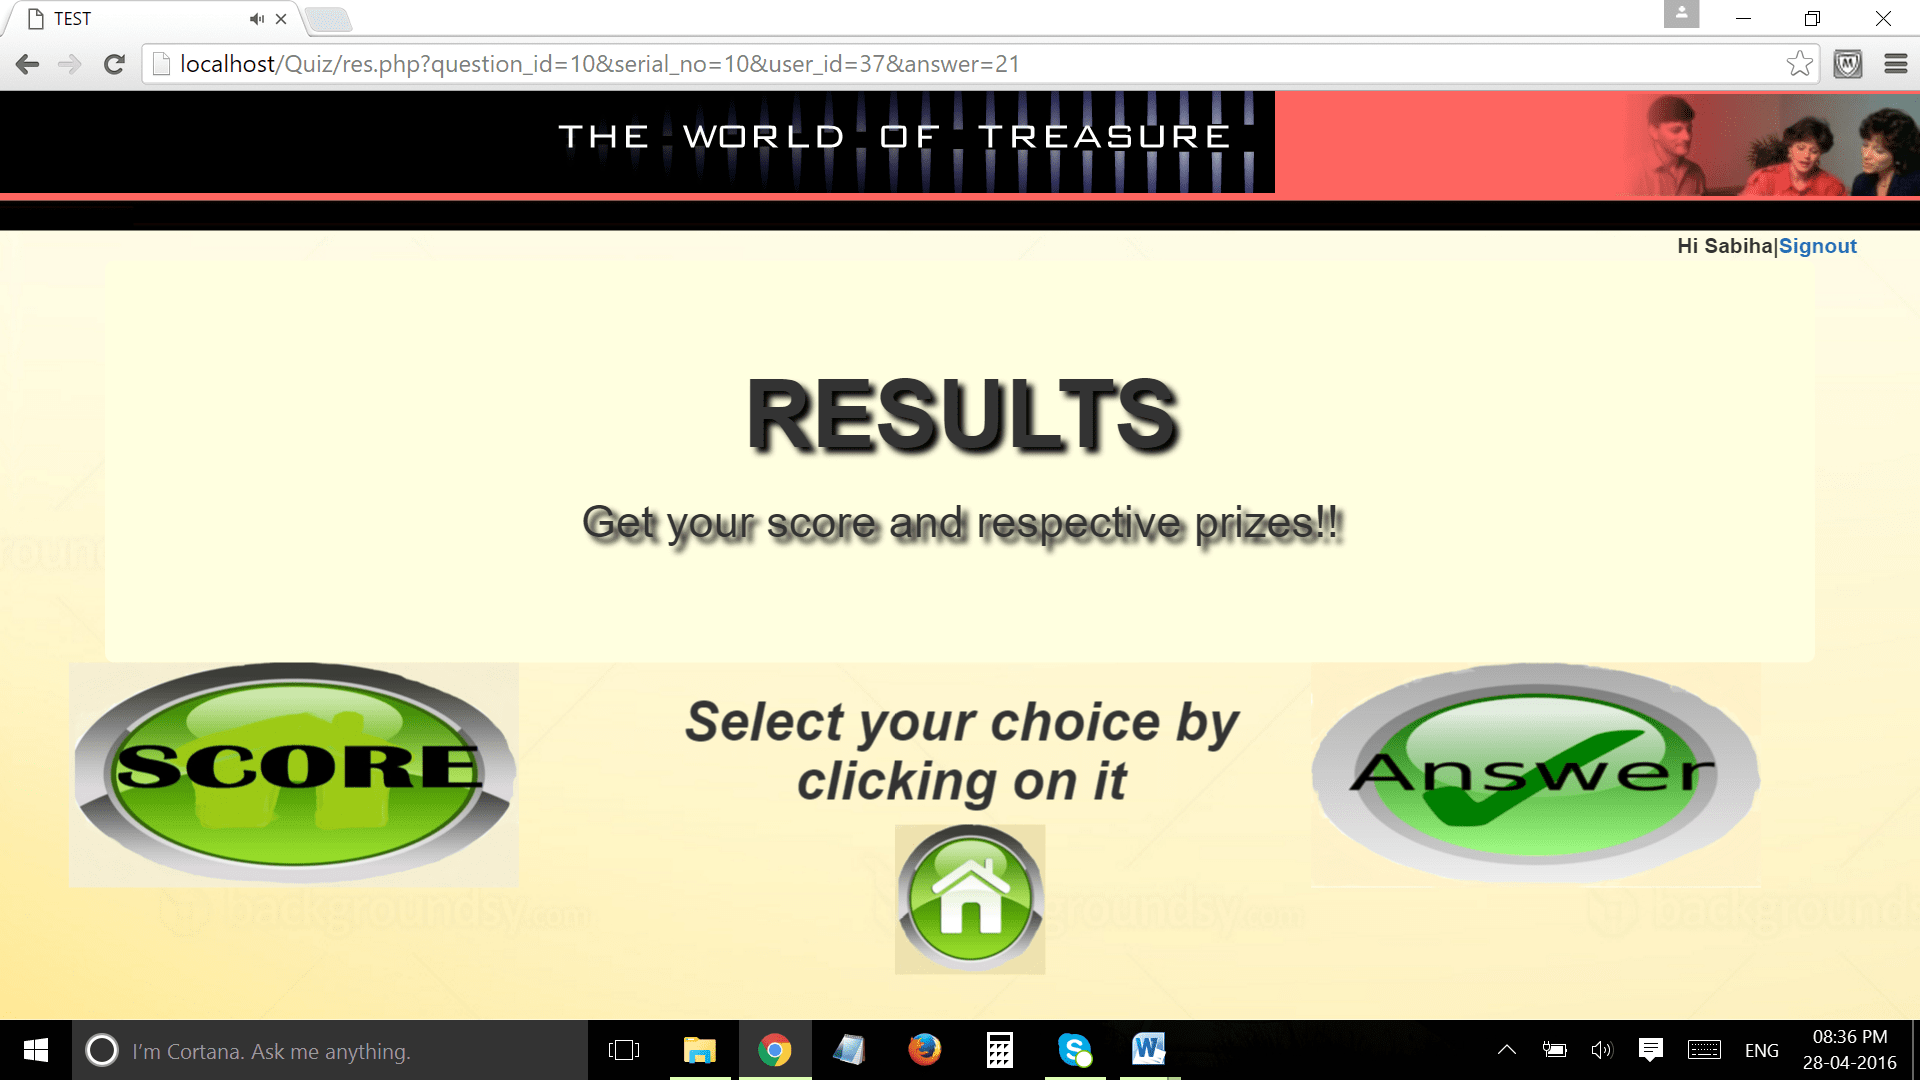 TEST
localhost/Quiz/res.php?question_id=10&serial_no=10&user_id=37&answer=21
THE WORLD OF TREASURE
Hi Sabiha|Signout
RESULTS
Get your score and respective prizes!!
SCORE
Select your choice by
clicking on it
Answer
backgroundsy.com
I'm Cortana. Ask me anything.
ENG
08:36 PM
28-04-2016